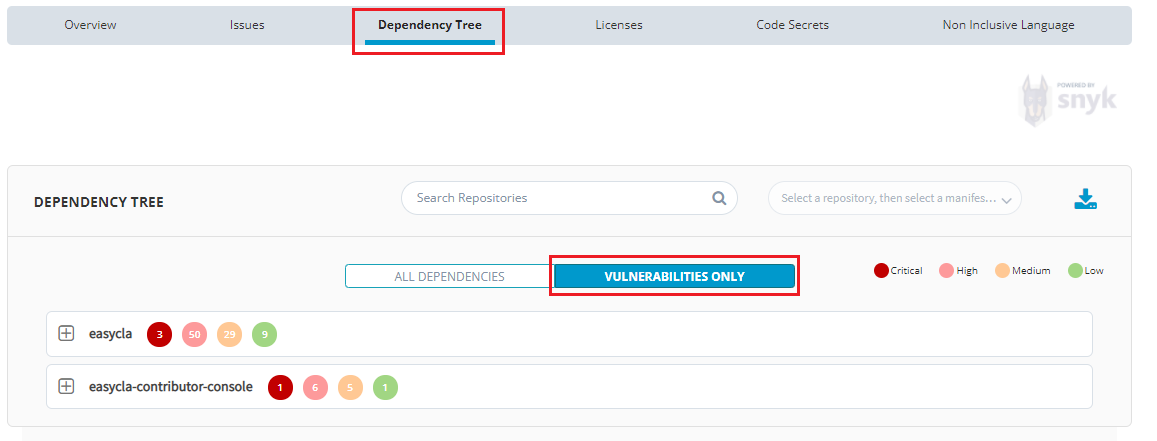 Overview Issues Dependency Tree Licenses Code Secrets Non Inclusive Language
POWERED BY
snyk
DEPENDENCY TREE Search Repositories Select a repository, then select a manifes...
ALL DEPENDENCIES VULNERABILITIES ONLY Critical High Medium Low
easycla 3 50 29 9
easycla-contributor-console 1 6 5 1